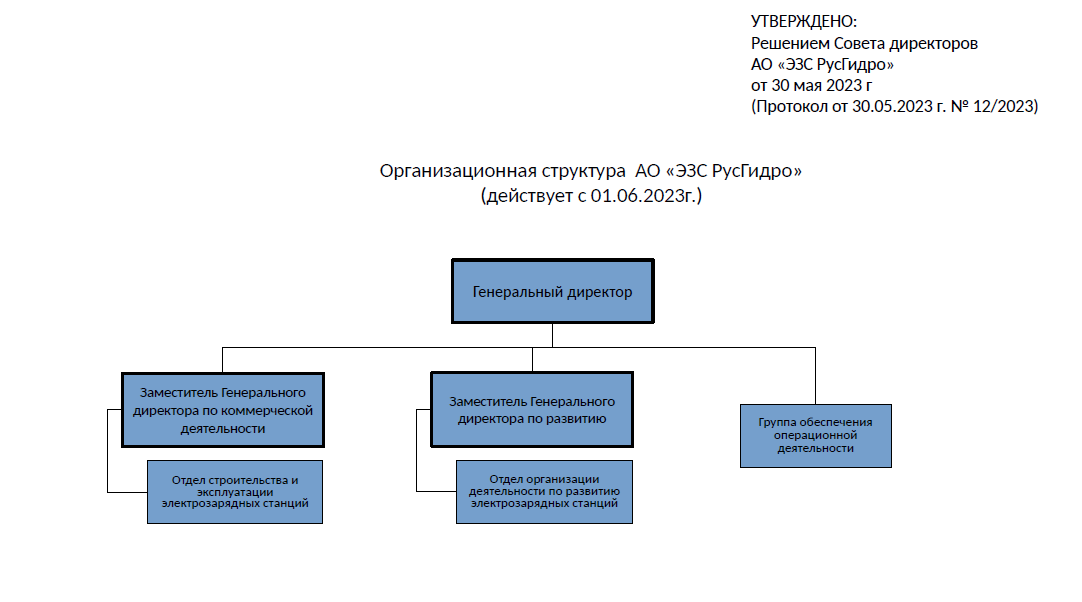 УТВЕРЖДЕНО:
Решением Совета директоров
АО «ЭЗС РусГидро»
от 30 мая 2023 г
(Протокол от 30.05.2023 г. № 12/2023)
Организационная структура  АО «ЭЗС РусГидро»
(действует с 01.06.2023г.)
Генеральный директор
Заместитель Генерального
директора по коммерческой
деятельности
Заместитель Генерального
директора по развитию
Группа обеспечения
операционной
деятельности
Отдел строительства и
эксплуатации
электрозарядных станций
Отдел организации
деятельности по развитию
электрозарядных станций